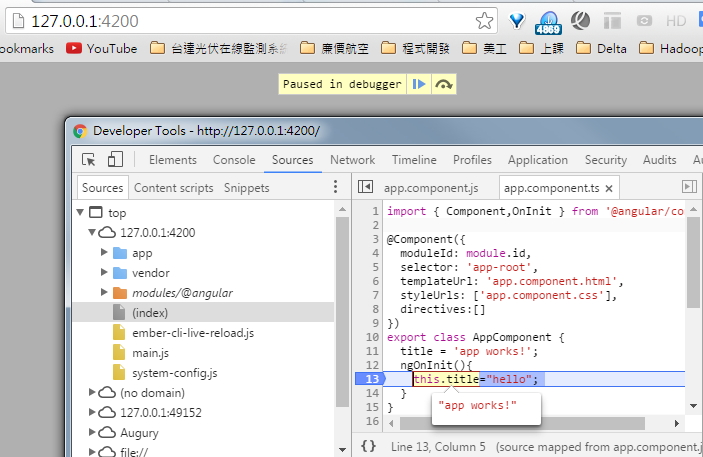 127.0.0.1:4200
4869
HD
okmarks YouTube 台達光伏在線監測系統 廉價航空 程式開發 美工 上課 Delta Hadoop
Paused in debugger
Developer Tools - http://127.0.0.1:4200/
Elements Console Sources Network Timeline Profiles Application Security Audits Au
Sources Content scripts Snippets
app.component.js app.component.ts ×
top
127.0.0.1:4200
app
vendor
modules/@angular
(index)
ember-cli-live-reload.js
main.js
system-config.js
(no domain)
127.0.0.1:49152
Augury
file://
1 import { Component,OnInit } from '@angular/co
2
3 @Component({
4 moduleId: module.id,
5 selector: 'app-root',
6 templateUrl: 'app.component.html',
7 styleUrls: ['app.component.css'],
8 directives:[]
9 })
10 export class AppComponent {
11 title = 'app works!';
12 ngOnInit(){
13 this.title="hello";
14 }
15 }
16
"app works!"
{} Line 13, Column 5 (source mapped from app.component.j